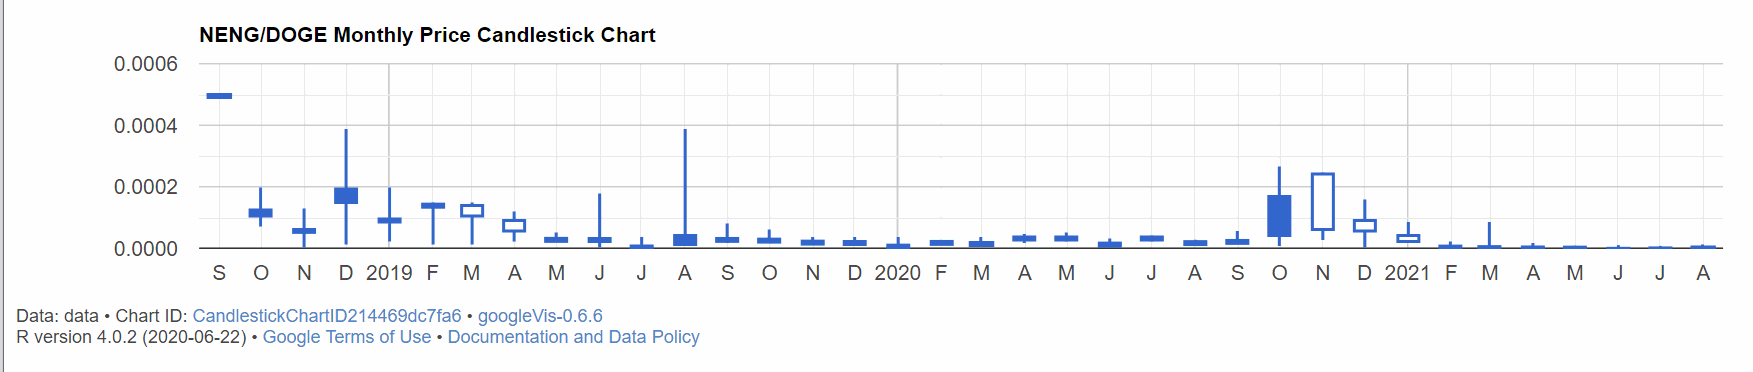 NENG/DOGE Monthly Price Candlestick Chart
0.0006
0.0004
0.0002
0.0000
S O N D 2019 F M A M J J A S O N D 2020 F M A M J J A S O N D 2021 F M A M J J A
Data: data • Chart ID: CandlestickChartID214469dc7fa6 • googleVis-0.6.6
R version 4.0.2 (2020-06-22) • Google Terms of Use • Documentation and Data Policy